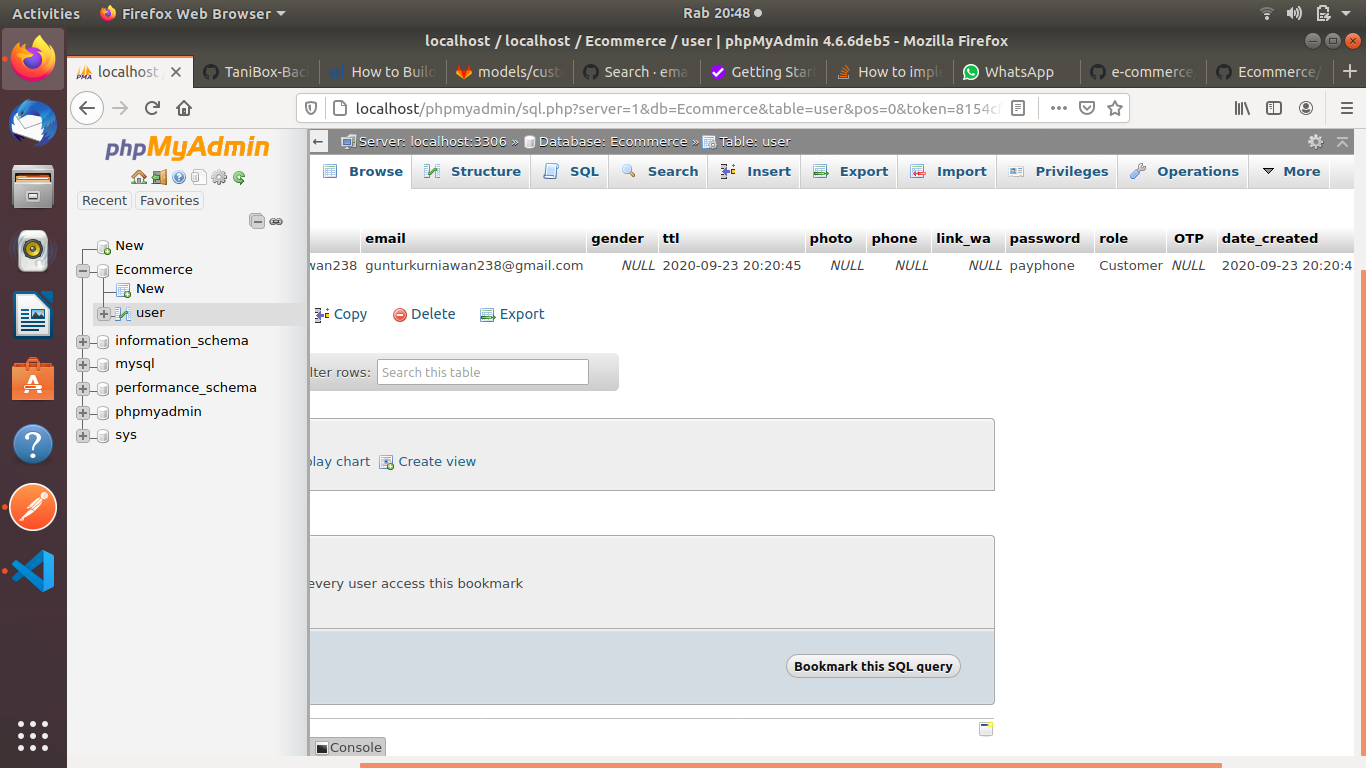 Activities Firefox Web Browser Rab 20:48
localhost / localhost / Ecommerce / user | phpMyAdmin 4.6.6deb5 - Mozilla Firefox
localhost / TaniBox-Bac How to Build models/cust Search · ema Getting Star How to imple WhatsApp e-commerce Ecommerce/
localhost/phpmyadmin/sql.php?server=1&db=Ecommerce&table=user&pos=0&token=8154cf
phpMyAdmin
Recent Favorites
New
Ecommerce
New
user
information_schema
mysql
performance_schema
phpmyadmin
sys
Server: localhost:3306 » Database: Ecommerce » Table: user
Browse Structure SQL Search Insert Export Import Privileges Operations More
email gender ttl photo phone link_wa password role OTP date_created
wan238 gunturkurniawan238@gmail.com NULL 2020-09-23 20:20:45 NULL NULL NULL payphone Customer NULL 2020-09-23 20:20:4
Copy Delete Export
lter rows: Search this table
play chart Create view
every user access this bookmark
Bookmark this SQL query
Console